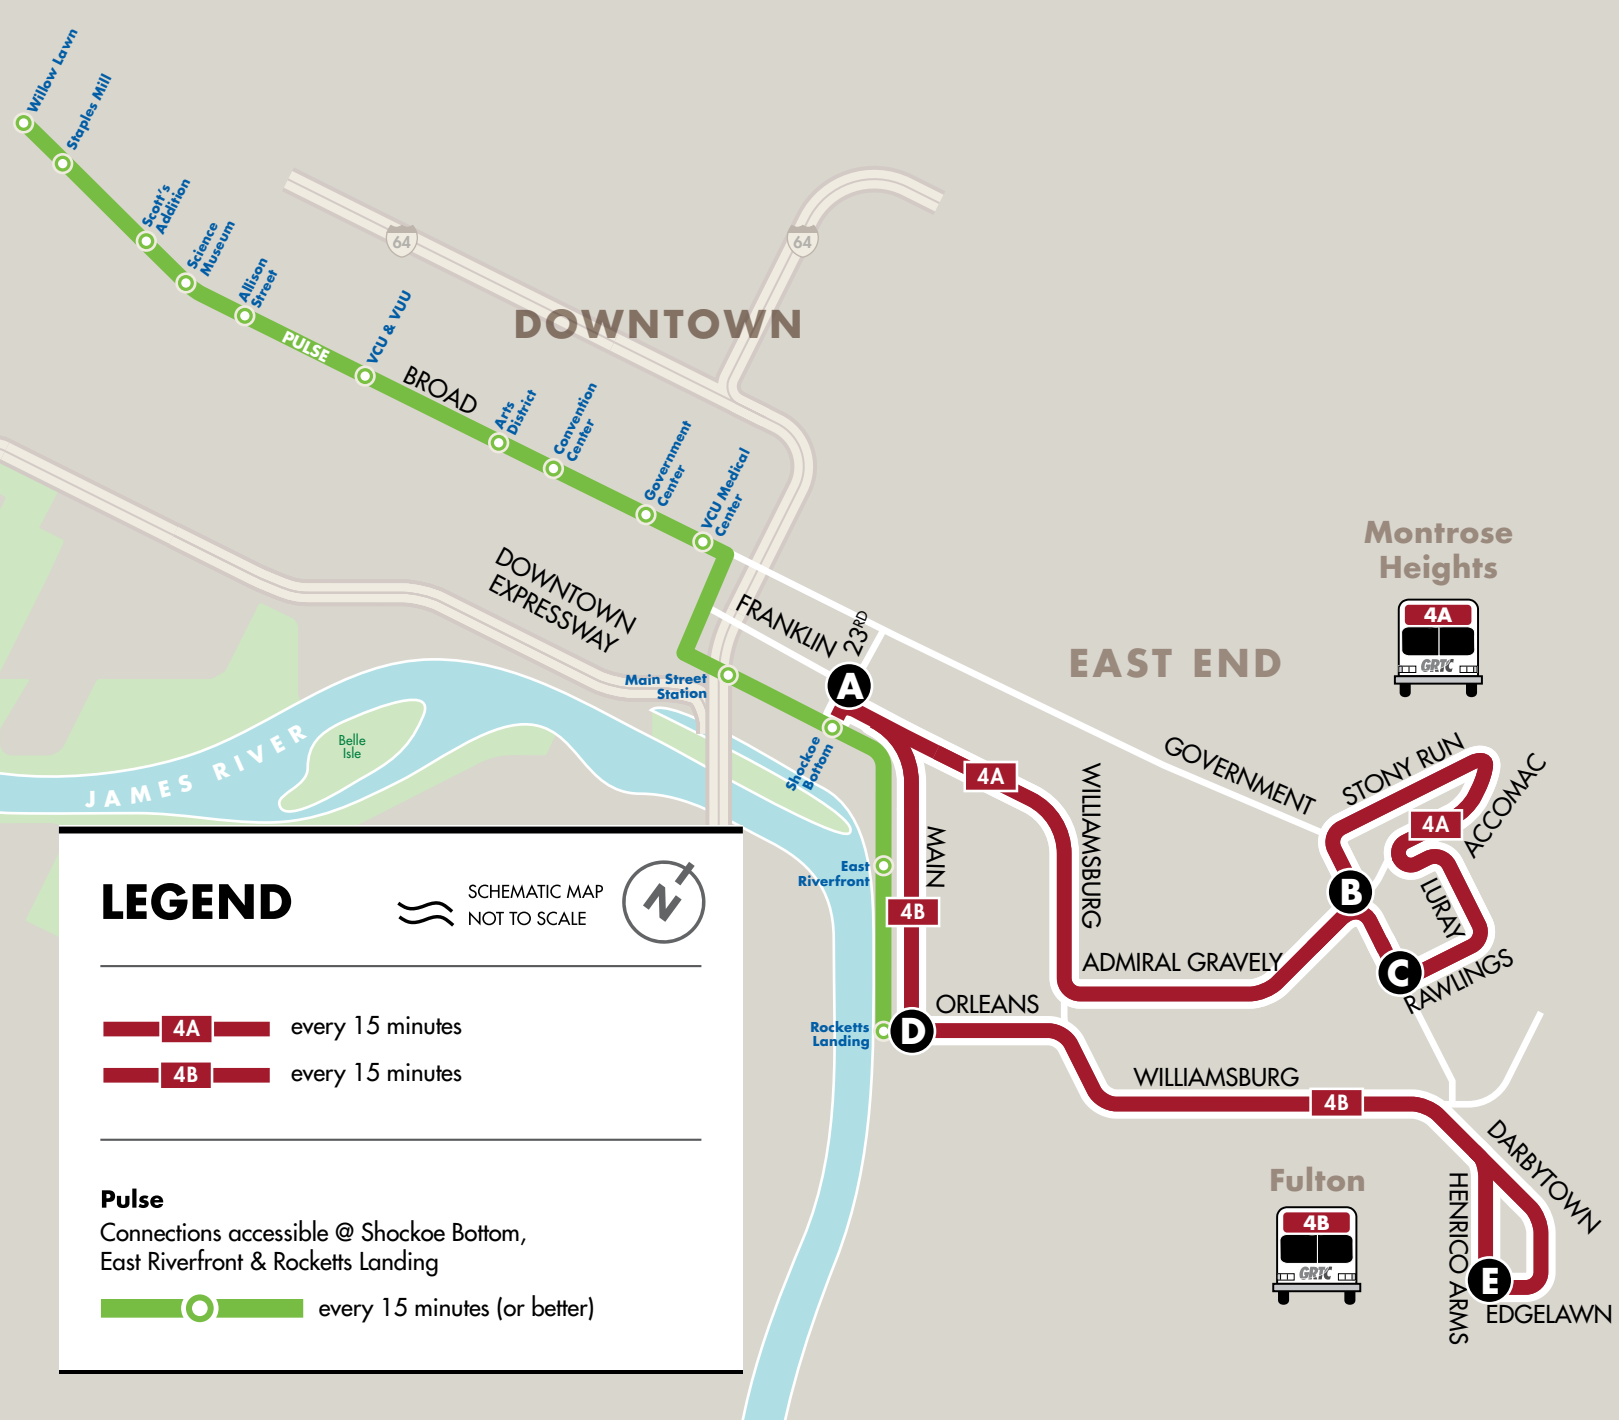 Willow Lawn
Staples Mill
Scott's
Addition
Science
Museum
Allison
Street
PULSE
VCU & VUU
BROAD
Arts
District
Convention
Center
Government
Center
VCU Medical
Center
64
64
DOWNTOWN
DOWNTOWN
EXPRESSWAY
FRANKLIN
23RD
A
Main Street
Station
Shockoe
Bottom
EAST END
Montrose
Heights
4A
GRTC
JAMES RIVER
Belle
Isle
4A
WILLIAMSBURG
GOVERNMENT
STONY RUN
ACCOMAC
4A
B
LURAY
C
RAWLINGS
MAIN
East
Riverfront
4B
ADMIRAL GRAVELY
ORLEANS
Rocketts
Landing
D
WILLIAMSBURG
4B
DARBYTOWN
HENRICO ARMS
E
EDGELAWN
Fulton
4B
GRTC
LEGEND
SCHEMATIC MAP
NOT TO SCALE
N
4A every 15 minutes
4B every 15 minutes
Pulse
Connections accessible @ Shockoe Bottom,
East Riverfront & Rocketts Landing
every 15 minutes (or better)